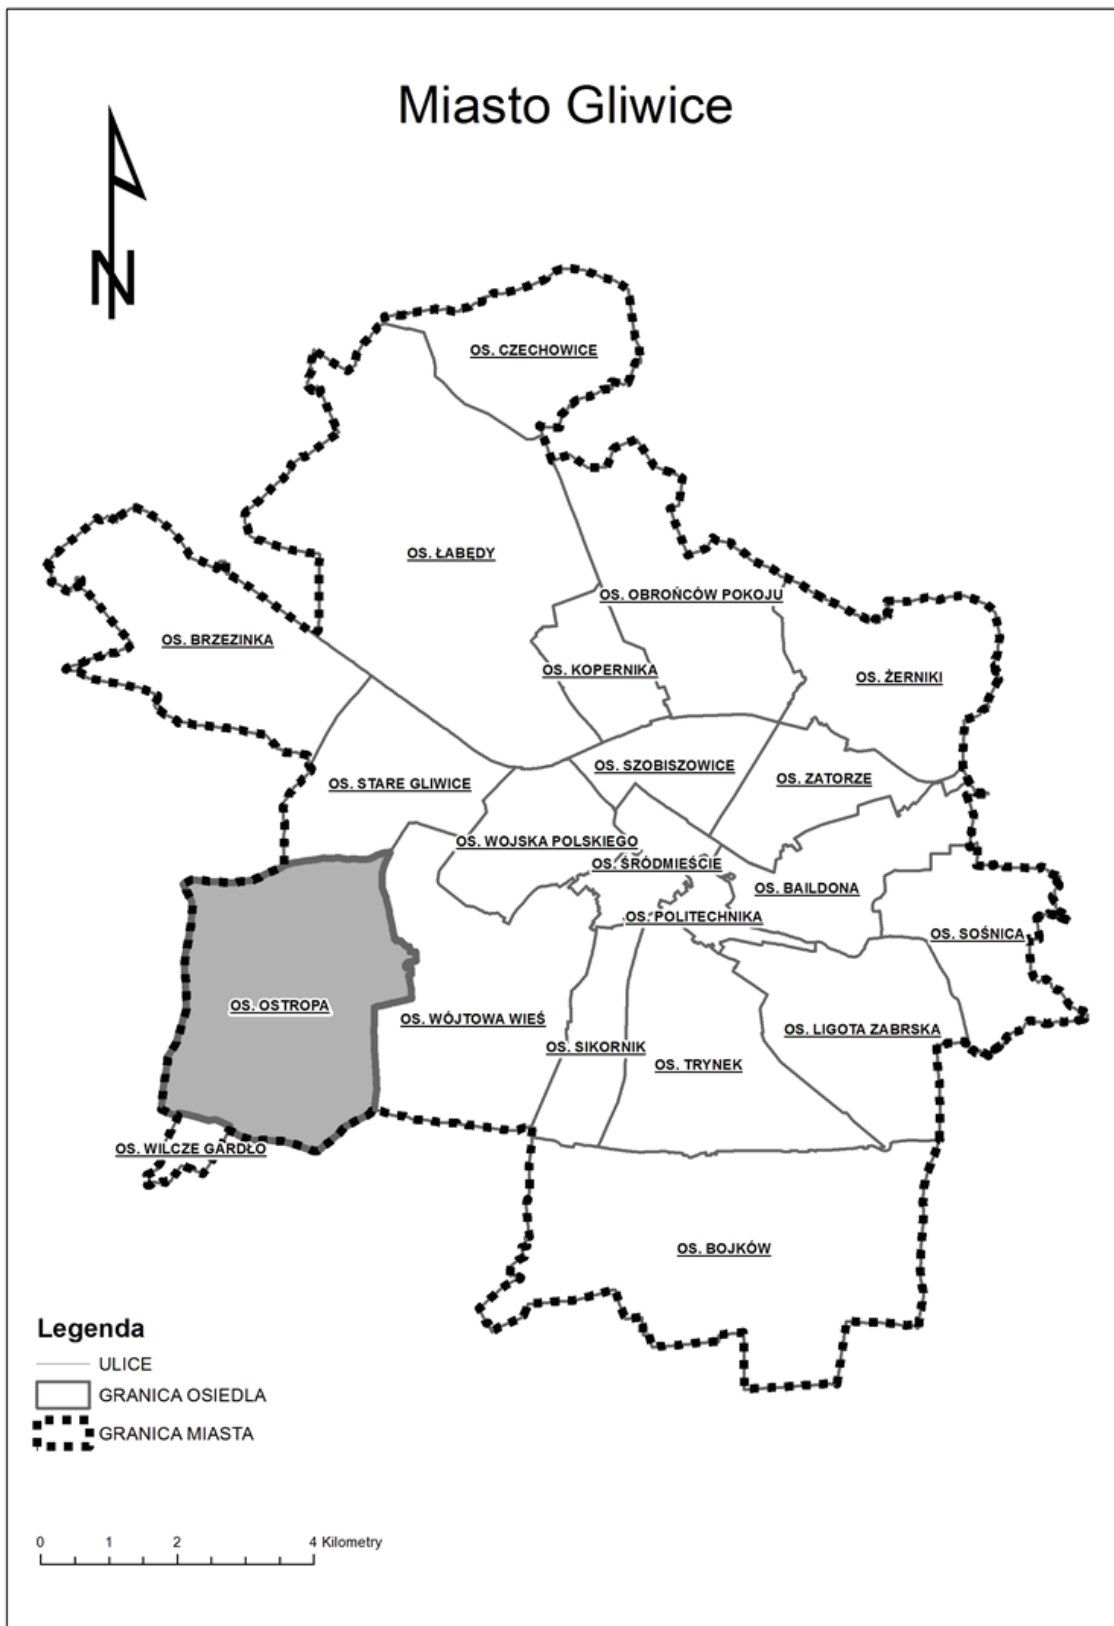 Miasto Gliwice
N
OS. CZECHOWICE
OS. ŁABĘDY
OS. OBROŃCÓW POKOJU
OS. BRZEZINKA
OS. KOPERNIKA
OS. ŻERNIKI
OS. SZOBISZOWICE
OS. ZATORZE
OS. STARE GLIWICE
OS. WOJSKA POLSKIEGO
OS. ŚRÓDMIEŚCIE
OS. BAILDONA
OS. POLITECHNIKA
OS. SOŚNICA
OS. OSTROPA
OS. WÓJTOWA WIEŚ
OS. LIGOTA ZABRSKA
OS. SIKORNIK
OS. TRYNEK
OS. WILCZE GARDŁO
OS. BOJKÓW
Legenda
ULICE
GRANICA OSIEDLA
GRANICA MIASTA
0 1 2 4 Kilometry